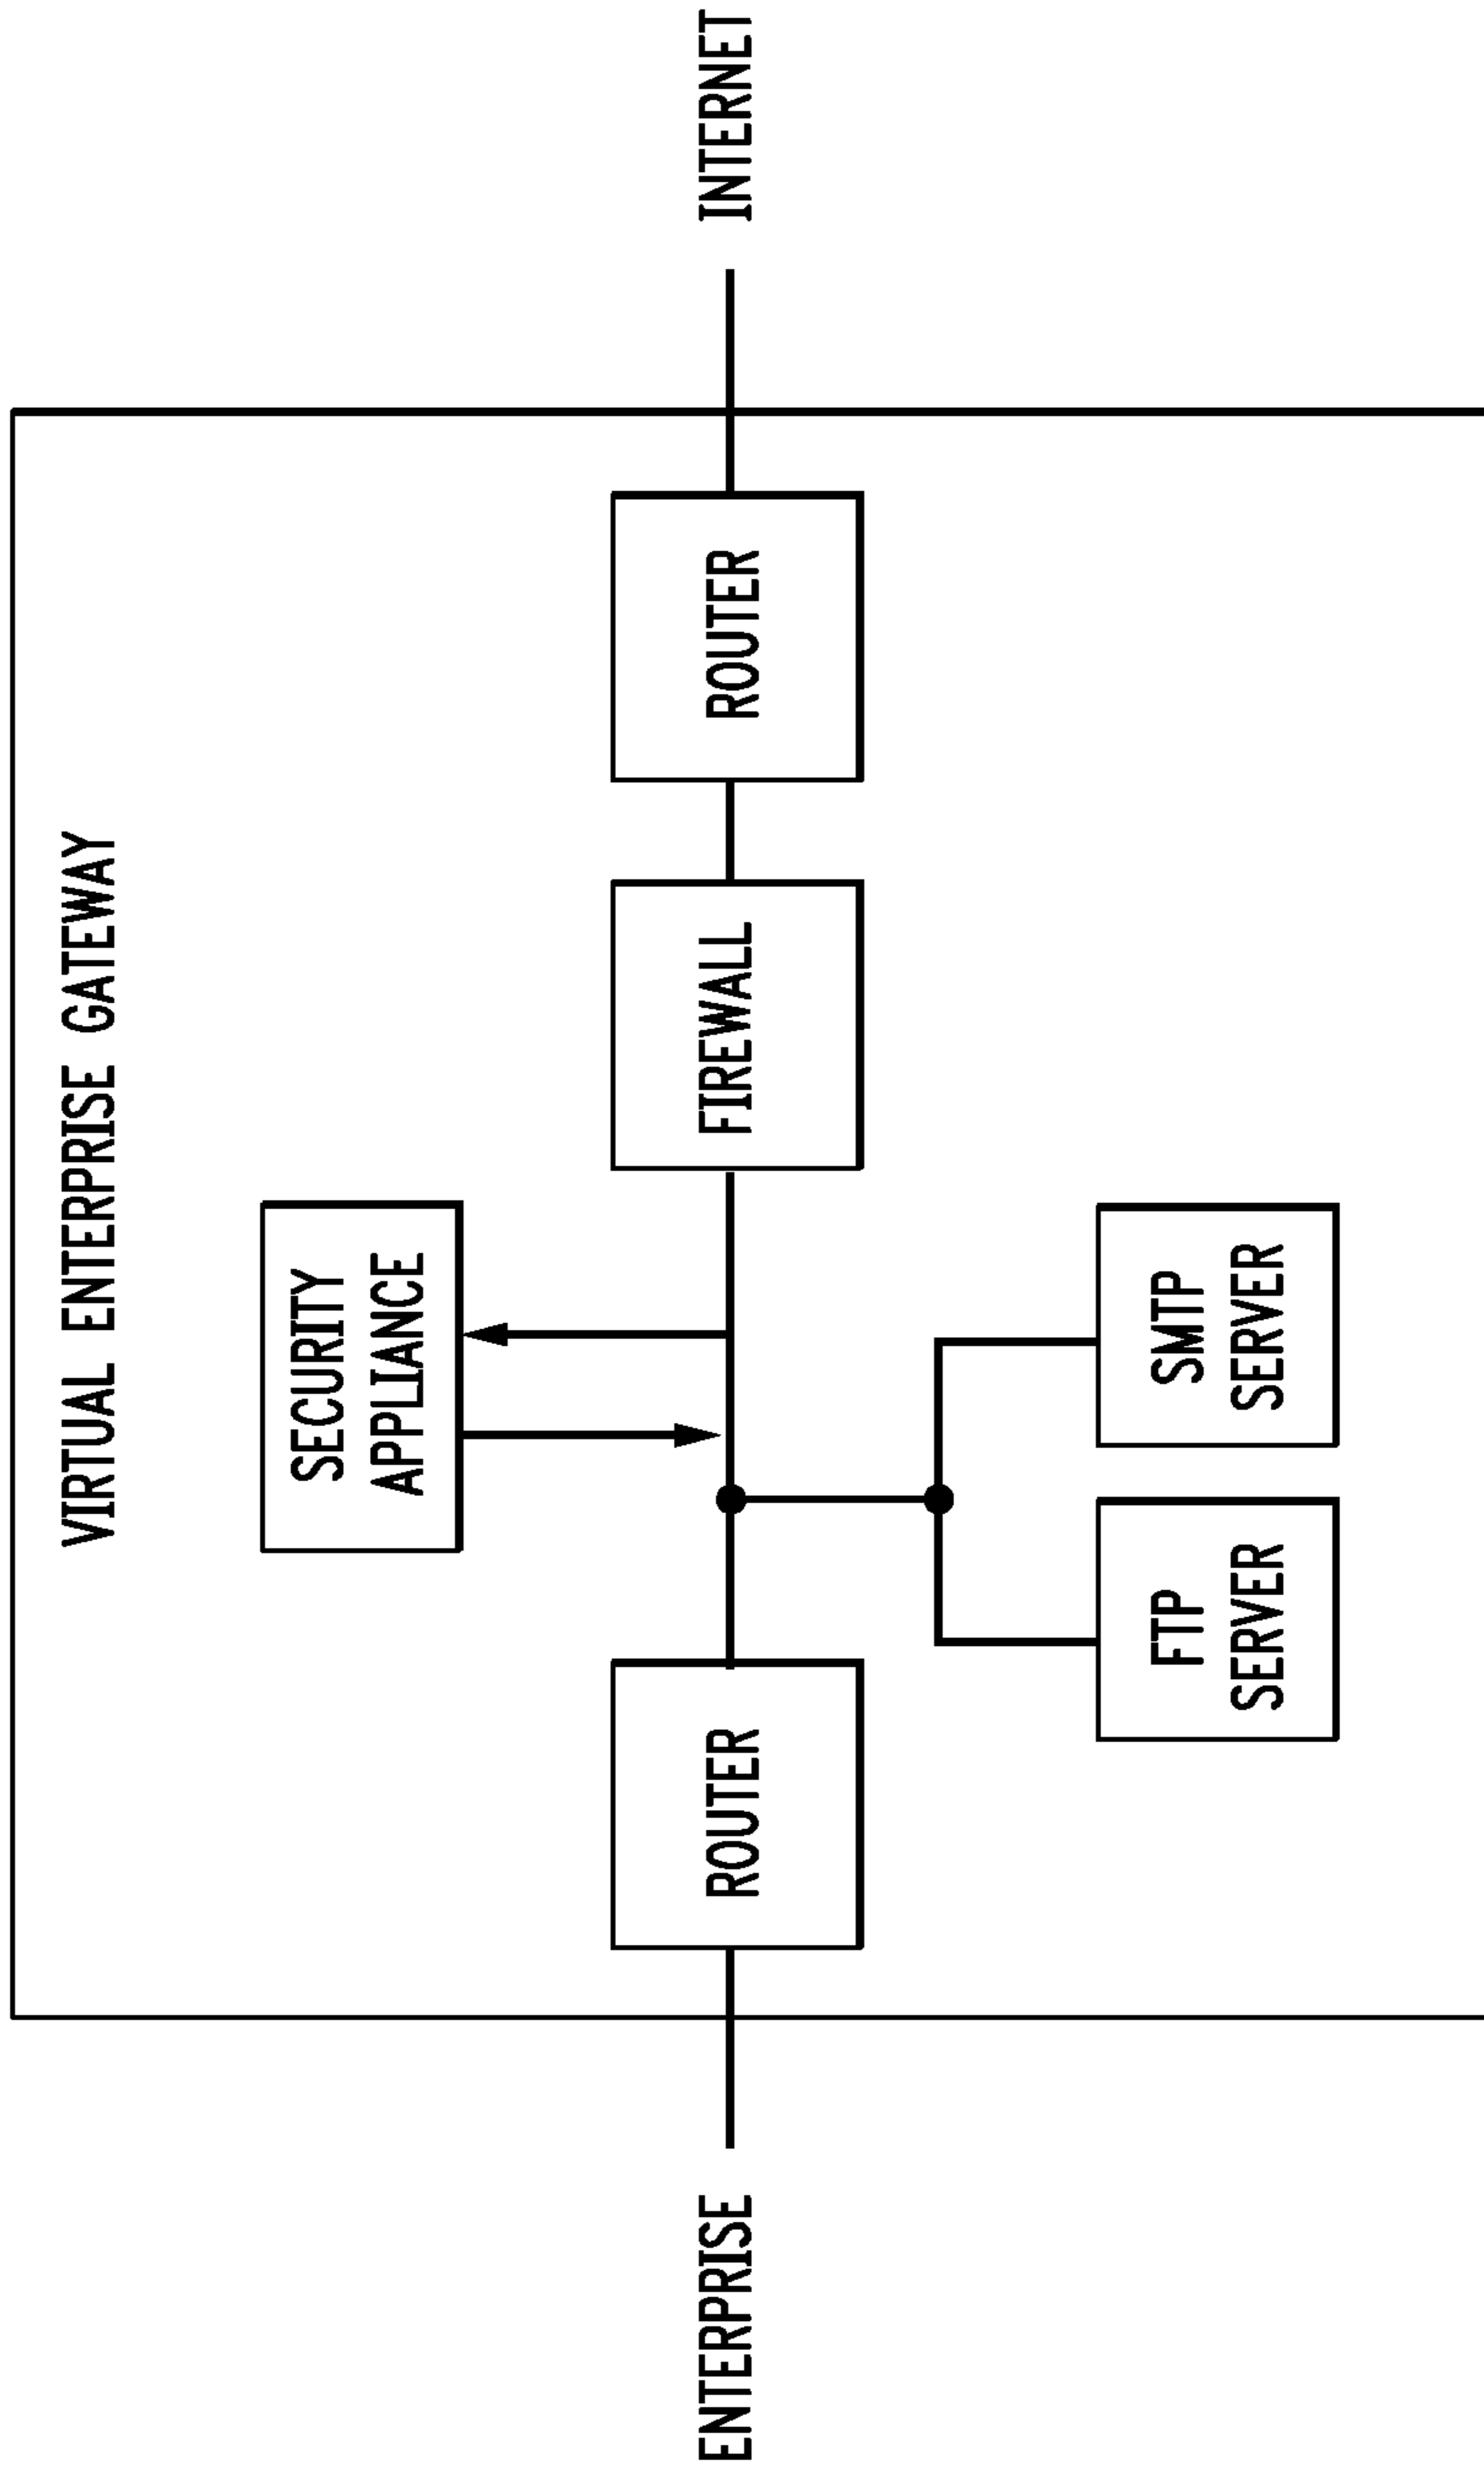 VIRTUAL ENTERPRISE GATEWAY
SECURITY
APPLIANCE
ENTERPRISE
ROUTER
FIREWALL
ROUTER
INTERNET
FTP
SERVER
SMTP
SERVER